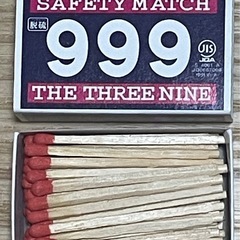 SAFETY MATCH
脱硫
999
JIS
THE THREE NINE